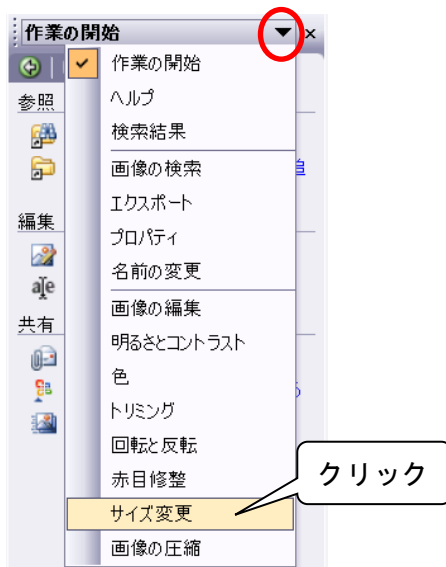 作業の開始
作業の開始
ヘルプ
検索結果
参照
画像の検索
追
エクスポート
プロパティ
編集
名前の変更
画像の編集
共有
明るさとコントラスト
色
る
トリミング
回転と反転
赤目修整
クリック
サイズ変更
画像の圧縮